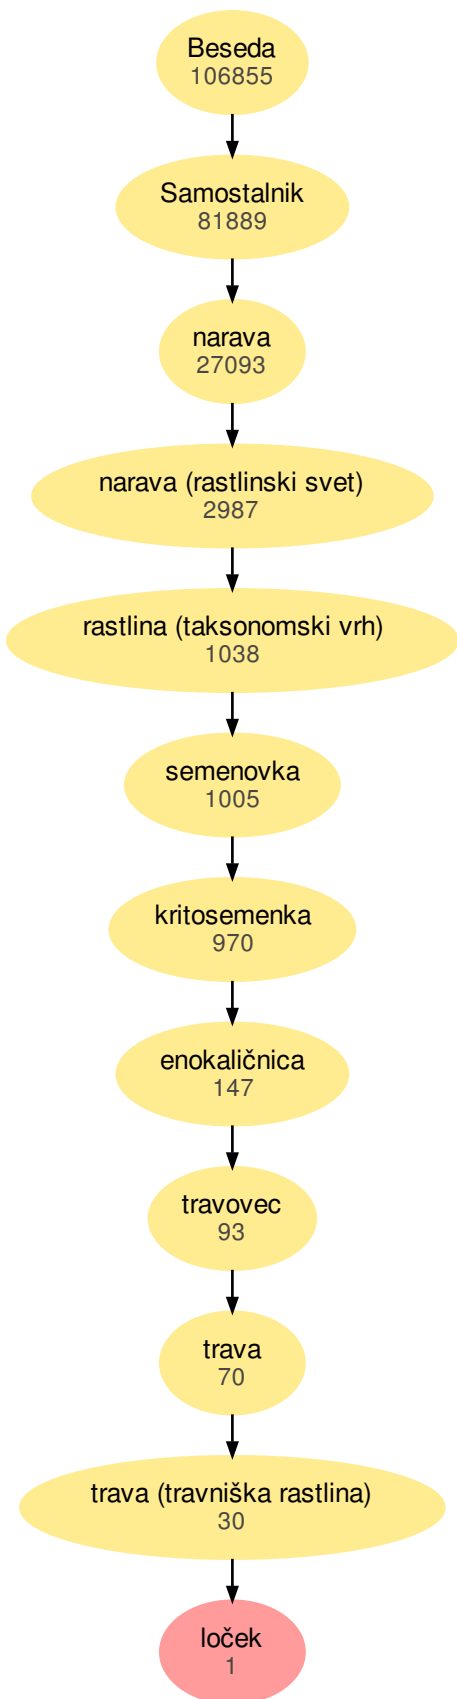 Beseda
106855
Samostalnik
81889
narava
27093
narava (rastlinski svet)
2987
rastlina (taksonomski vrh)
1038
semenovka
1005
kritosemenka
970
enokaličnica
147
travovec
93
trava
70
trava (travniška rastlina)
30
loček
1